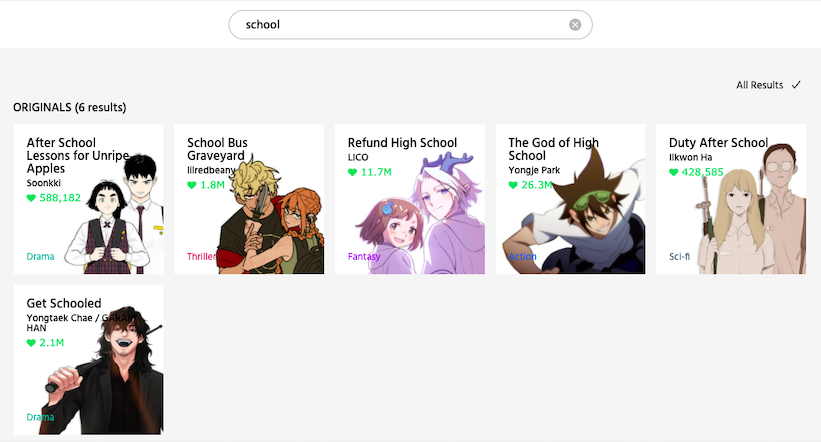 school
All Results
ORIGINALS (6 results)
After School
Lessons for Unripe
Apples
Soonkki
588,182
Drama
School Bus
Graveyard
lilredbeany
1.8M
Thriller
Refund High School
LICO
11.7M
Fantasy
The God of High
School
Yongje Park
26.3M
Action
Duty After School
Ilkwon Ha
428,585
Sci-fi
Get Schooled
Yongtaek Chae / GARAM
HAN
2.1M
Drama